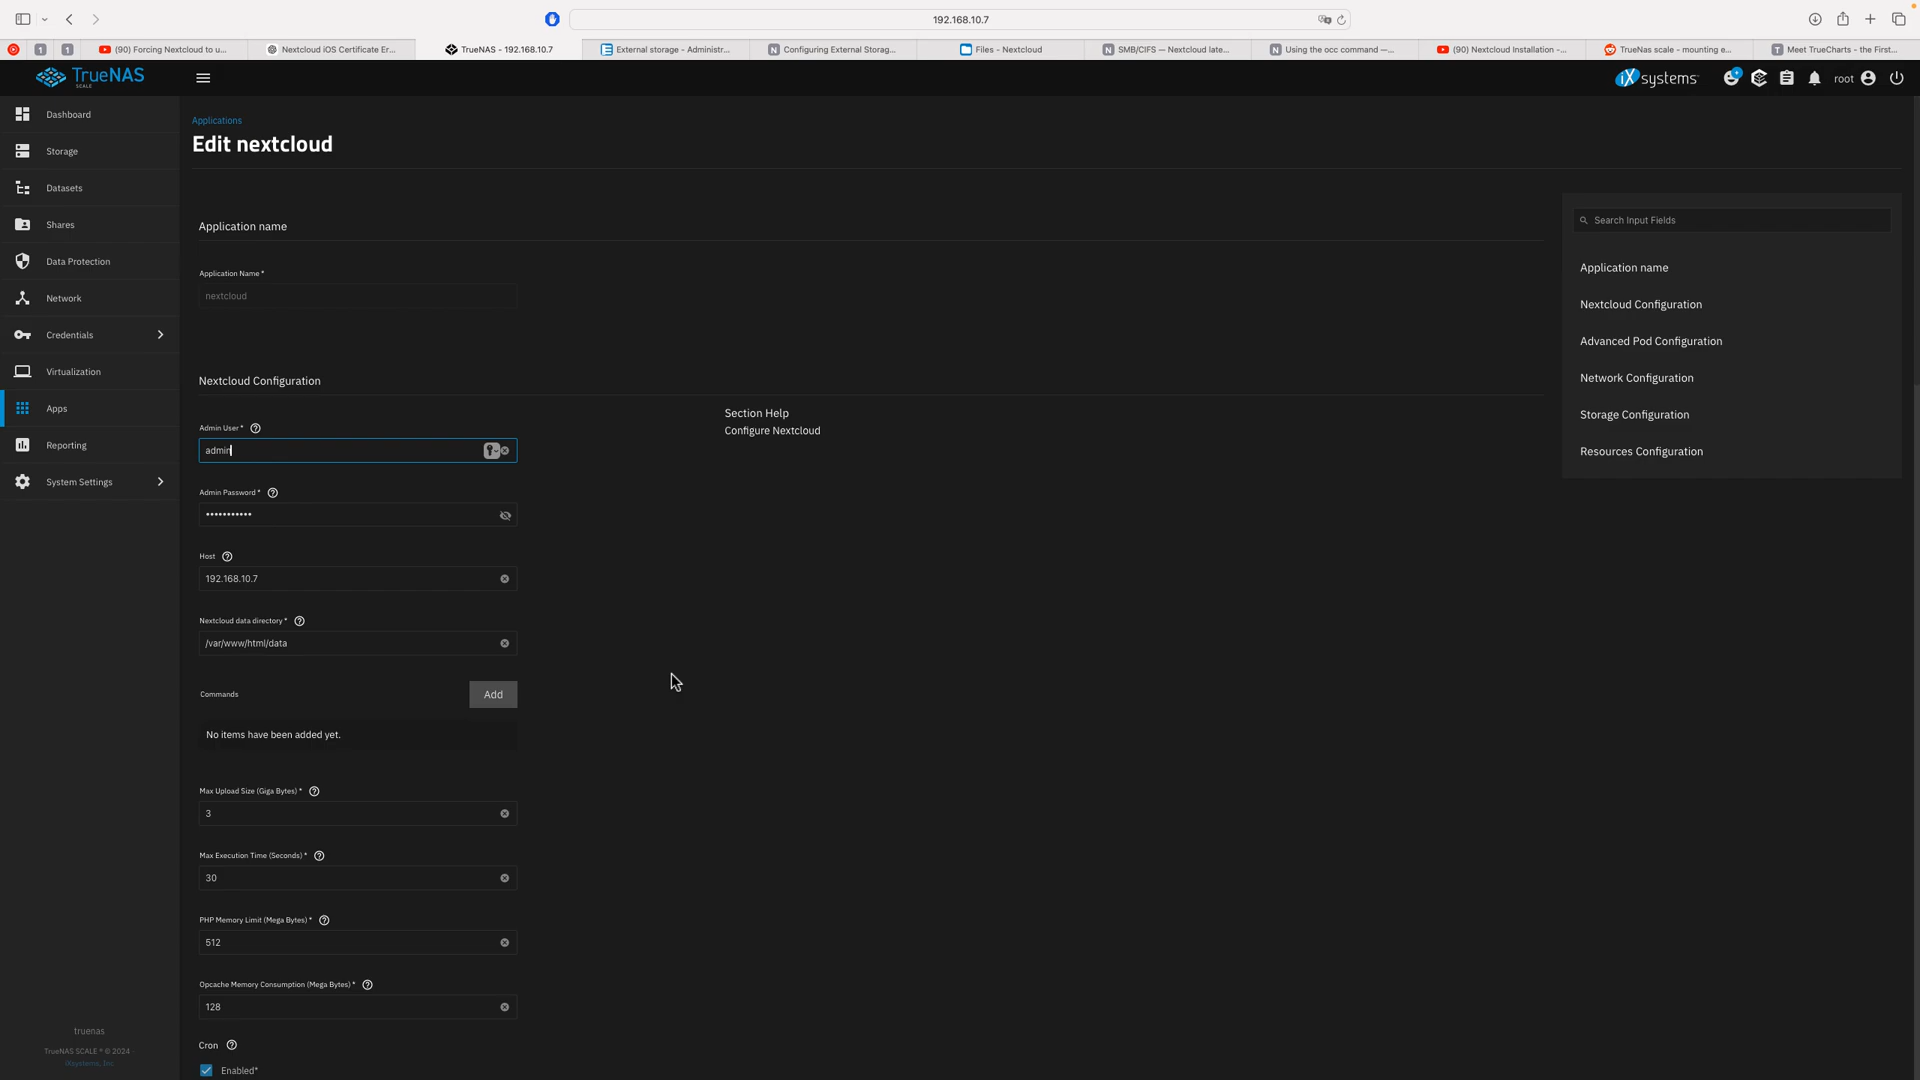 192.168.10.7
1
1
(90) Forcing Nextcloud to u...
Nextcloud iOS Certificate Er...
TrueNAS - 192.168.10.7
External storage - Administr...
Configuring External Storag...
Files - Nextcloud
SMB/CIFS — Nextcloud late...
Using the occ command —...
(90) Nextcloud Installation -...
TrueNas scale - mounting e...
Meet TrueCharts - the First...
TrueNAS
SCALE
iXsystems
root
Dashboard
Storage
Datasets
Shares
Data Protection
Network
Credentials
Virtualization
Apps
Reporting
System Settings
truenas
TrueNAS SCALE ® © 2024 -
iXsystems, Inc
Applications
Edit nextcloud
Application name
Application Name *
nextcloud
Nextcloud Configuration
Section Help
Configure Nextcloud
Admin User *
admin
Admin Password *
•••••••••••
Host
192.168.10.7
Nextcloud data directory *
/var/www/html/data
Commands
Add
No items have been added yet.
Max Upload Size (Giga Bytes) *
3
Max Execution Time (Seconds) *
30
PHP Memory Limit (Mega Bytes) *
512
Opcache Memory Consumption (Mega Bytes) *
128
Cron
Enabled*
Search Input Fields
Application name
Nextcloud Configuration
Advanced Pod Configuration
Network Configuration
Storage Configuration
Resources Configuration